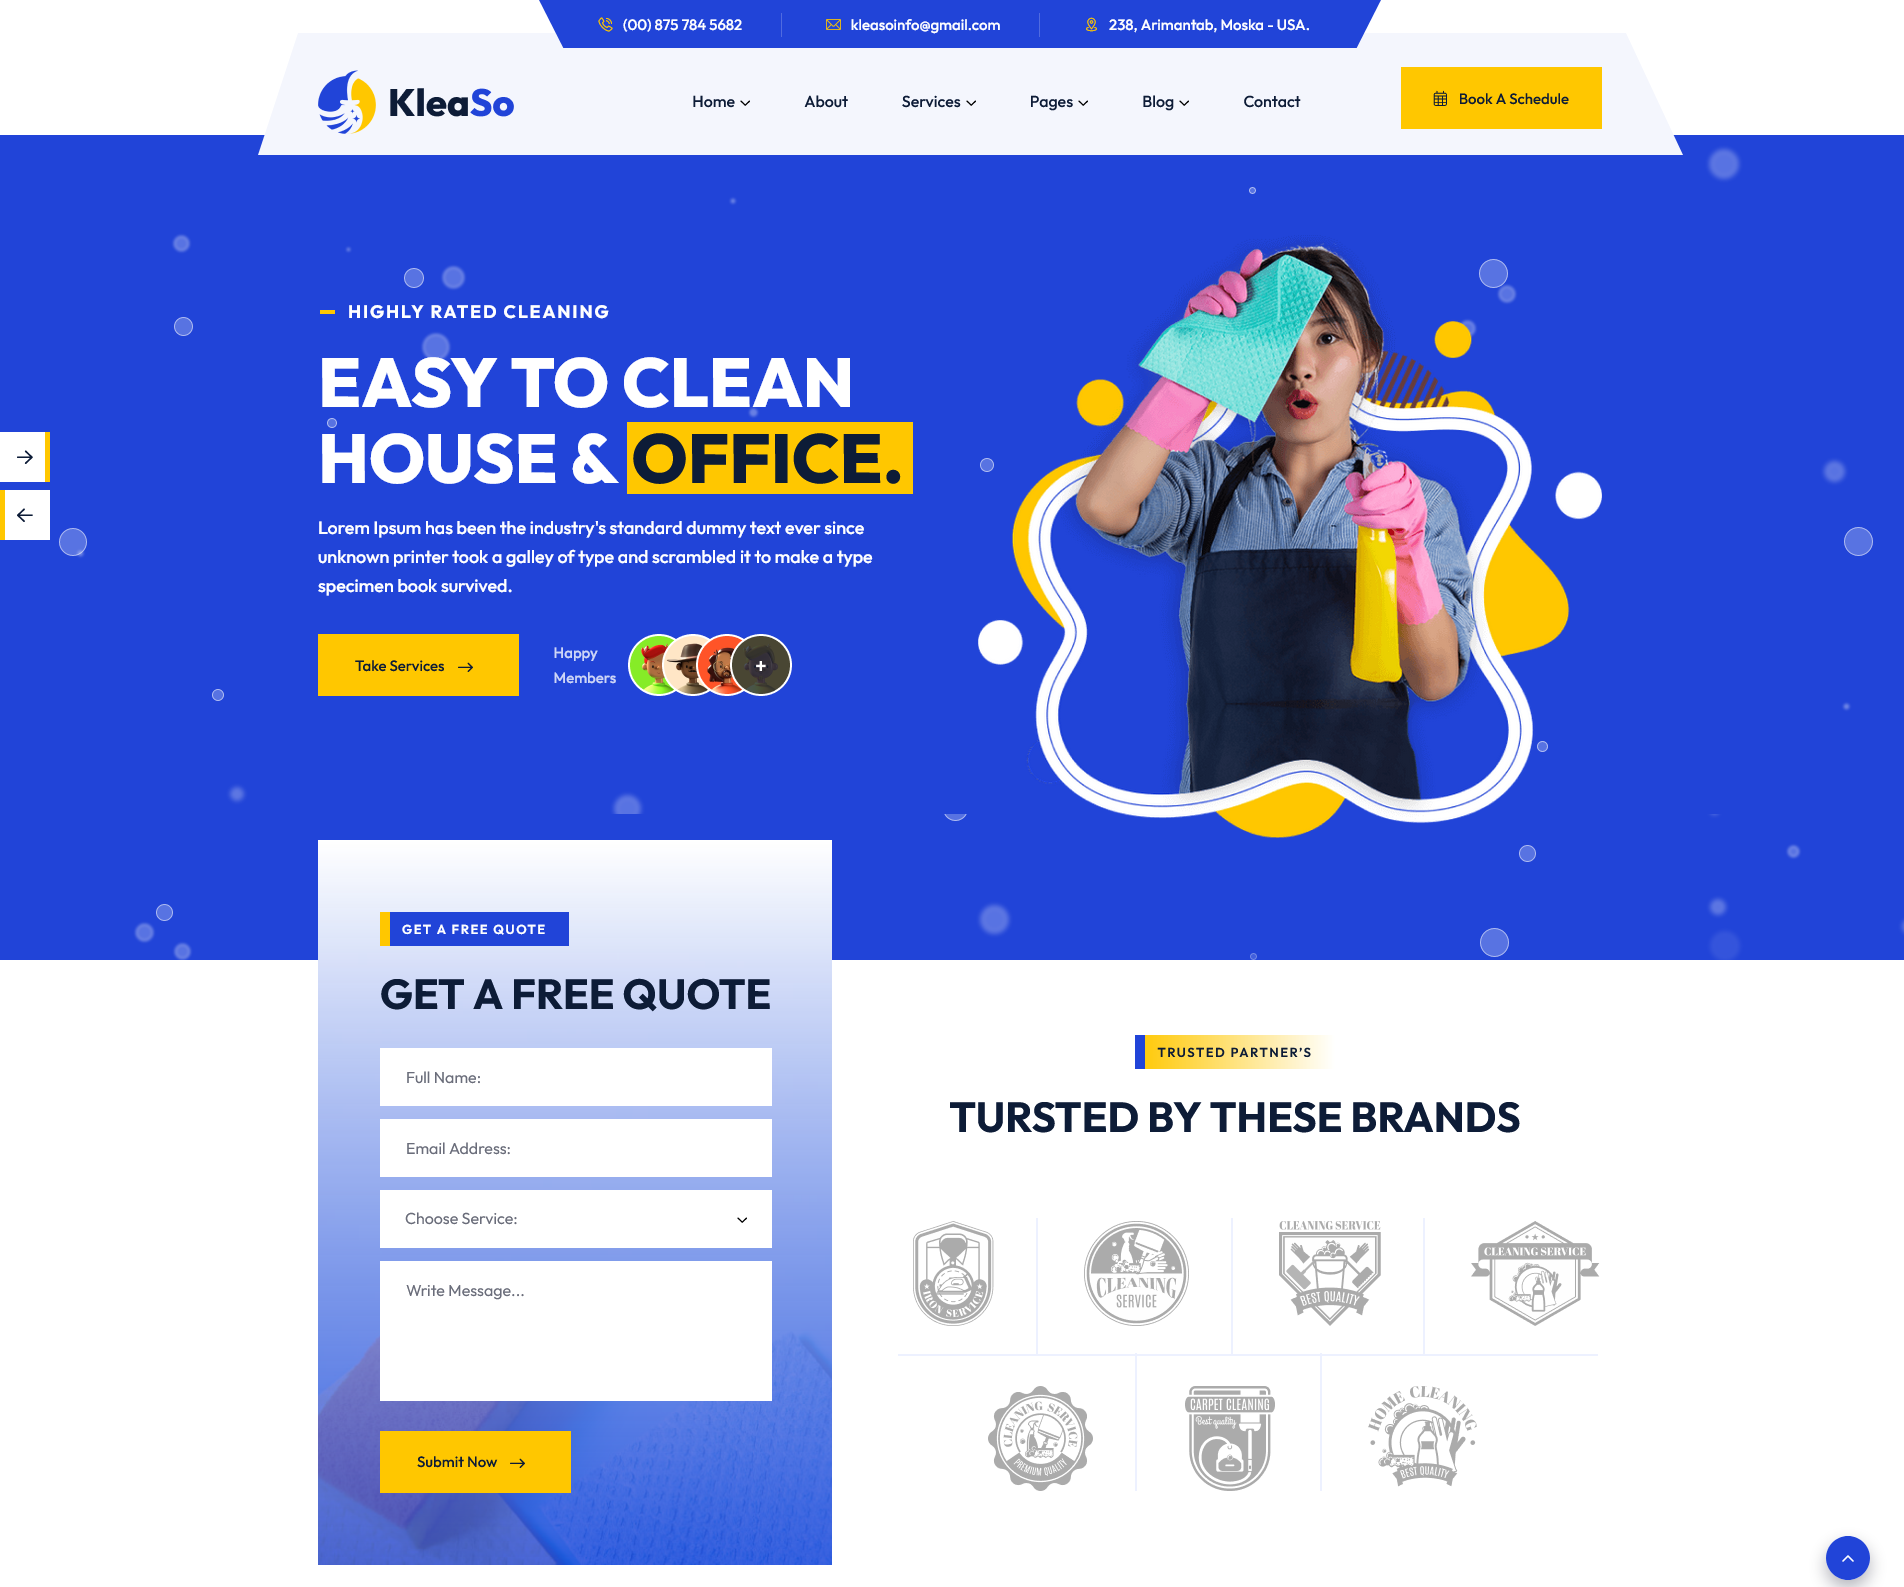 (00) 875 784 5682
kleasoinfo@gmail.com
238, Arimantab, Moska - USA.
KleaSo
Home
About
Services
Pages
Blog
Contact
Book A Schedule
HIGHLY RATED CLEANING
EASY TO CLEAN
HOUSE & OFFICE.
Lorem Ipsum has been the industry's standard dummy text ever since
unknown printer took a galley of type and scrambled it to make a type
specimen book survived.
Take Services
Happy
Members
+
GET A FREE QUOTE
GET A FREE QUOTE
Full Name:
Email Address:
Choose Service:
Write Message...
Submit Now
TRUSTED PARTNER'S
TURSTED BY THESE BRANDS
IRON SERVICE
CLEANING
SERVICE
CLEANING SERVICE
BEST QUALITY
CLEANING SERVICE
CLEANING SERVICE
PREMIUM QUALITY
CARPET CLEANING
Best quality
HOME CLEANING
BEST QUALITY